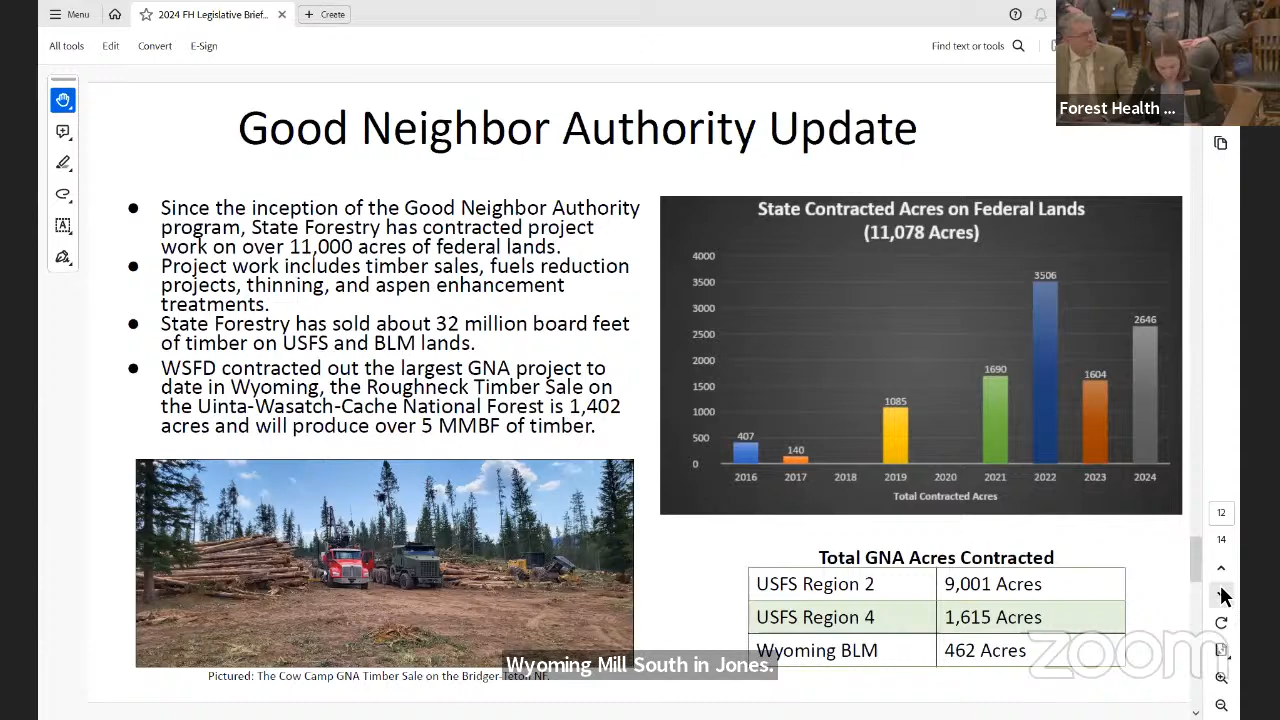 Menu
2024 FH Legislative Brief...
Create
All tools
Edit
Convert
E-Sign
Find text or tools
Forest Health ...
Good Neighbor Authority Update
● Since the inception of the Good Neighbor Authority
program, State Forestry has contracted project
work on over 11,000 acres of federal lands.
● Project work includes timber sales, fuels reduction
projects, thinning, and aspen enhancement
treatments.
● State Forestry has sold about 32 million board feet
of timber on USFS and BLM lands.
● WSFD contracted out the largest GNA project to
date in Wyoming, the Roughneck Timber Sale on
the Uinta-Wasatch-Cache National Forest is 1,402
acres and will produce over 5 MMBF of timber.
State Contracted Acres on Federal Lands
(11,078 Acres)
4000
3500
3000
2500
2000
1500
1000
500
0
407
140
1085
1690
3506
1604
2646
2016 2017 2018 2019 2020 2021 2022 2023 2024
Total Contracted Acres
Total GNA Acres Contracted
USFS Region 2 9,001 Acres
USFS Region 4 1,615 Acres
Wyoming BLM 462 Acres
12
14
zoom
Wyoming Mill South in Jones.
Pictured: The Cow Camp GNA Timber Sale on the Bridger-Teton NF.